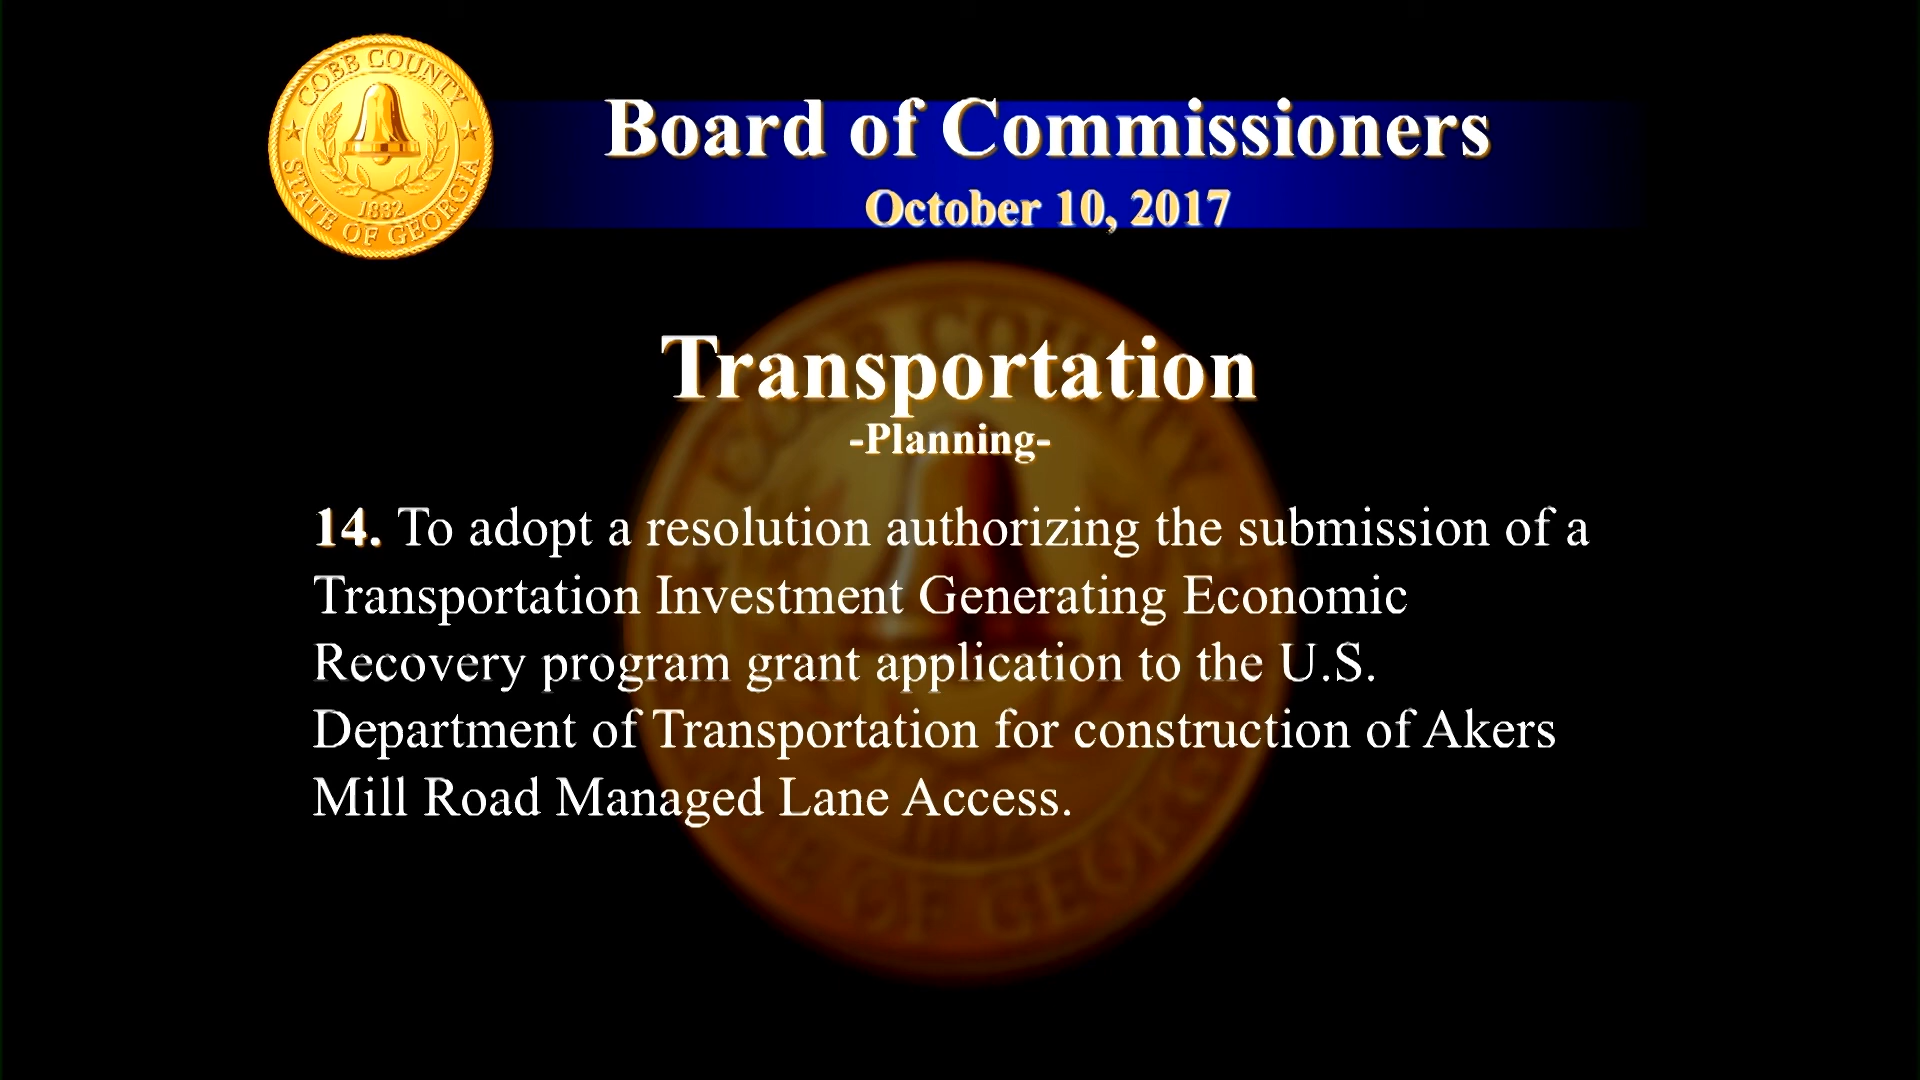 COBB COUNTY
STATE OF GEORGIA
1832
Board of Commissioners
October 10, 2017
Transportation
-Planning-
14. To adopt a resolution authorizing the submission of a
Transportation Investment Generating Economic
Recovery program grant application to the U.S.
Department of Transportation for construction of Akers
Mill Road Managed Lane Access.